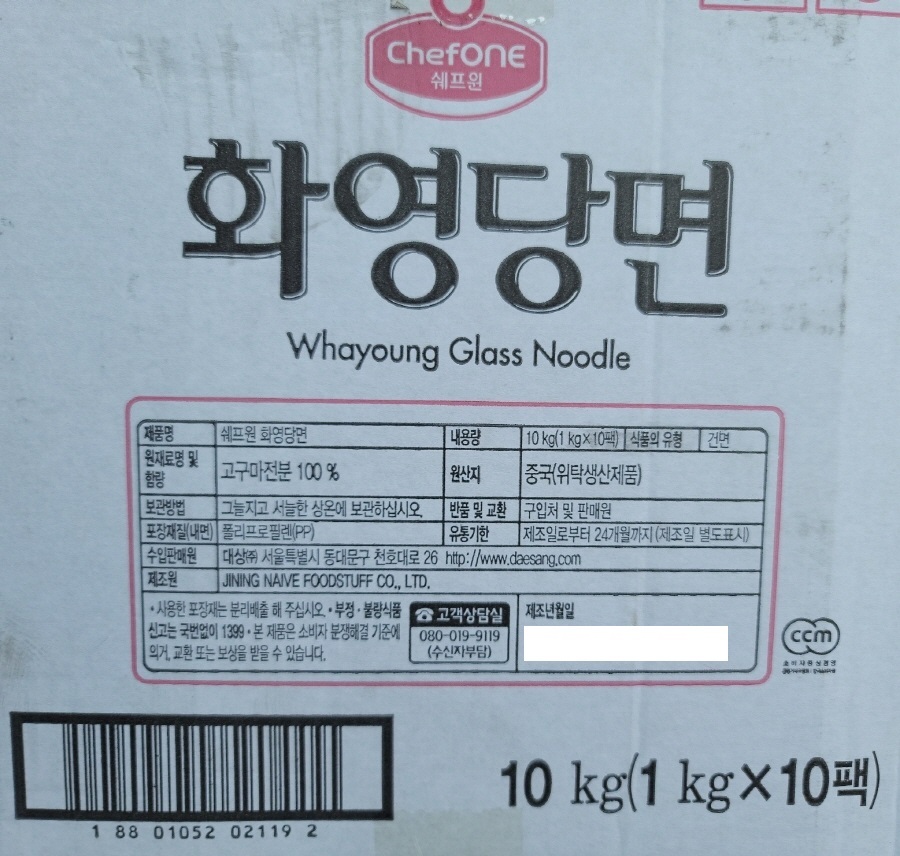 ChefONE
쉐프원
화영당면
Whayoung Glass Noodle
제품명 쉐프원 화영당면 내용량 10 kg(1 kg×10팩) 식품의 유형 건면
원재료명 및 함량 고구마전분 100 % 원산지 중국(위탁생산제품)
보관방법 그늘지고 서늘한 상온에 보관하십시오. 반품 및 교환 구입처 및 판매원
포장재질(내면) 폴리프로필렌(PP) 유통기한 제조일로부터 24개월까지 (제조일 별도표시)
수입판매원 대상㈜ 서울특별시 동대문구 천호대로 26 http://www.daesang.com
제조원 JINING NAIVE FOODSTUFF CO., LTD.
• 사용한 포장재는 분리배출 해 주십시오. • 부정 · 불량식품
신고는 국번없이 1399 • 본 제품은 소비자 분쟁해결 기준에
의거, 교환 또는 보상을 받을 수 있습니다.
☎ 고객상담실
080-019-9119
(수신자부담)
제조년월일
ccm
1 88 01052 02119 2
10 kg(1 kg×10팩)